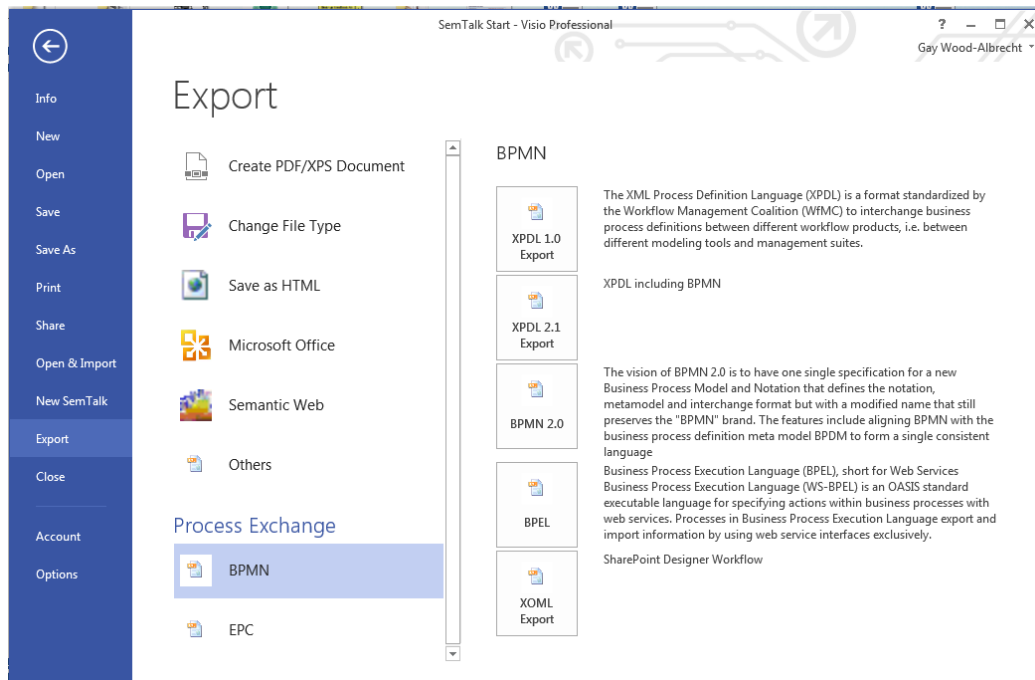 SemTalk Start - Visio Professional
?
Gay Wood-Albrecht
Info
New
Open
Save
Save As
Print
Share
Open & Import
New SemTalk
Export
Close
Account
Options
Export
Create PDF/XPS Document
Change File Type
Save as HTML
Microsoft Office
Semantic Web
Others
Process Exchange
BPMN
EPC
BPMN
XPDL 1.0
Export
The XML Process Definition Language (XPDL) is a format standardized by
the Workflow Management Coalition (WfMC) to interchange business
process definitions between different workflow products, i.e. between
different modeling tools and management suites.
XPDL 2.1
Export
XPDL including BPMN
BPMN 2.0
The vision of BPMN 2.0 is to have one single specification for a new
Business Process Model and Notation that defines the notation,
metamodel and interchange format but with a modified name that still
preserves the "BPMN" brand. The features include aligning BPMN with the
business process definition meta model BPDM to form a single consistent
language
BPEL
Business Process Execution Language (BPEL), short for Web Services
Business Process Execution Language (WS-BPEL) is an OASIS standard
executable language for specifying actions within business processes with
web services. Processes in Business Process Execution Language export and
import information by using web service interfaces exclusively.
XOML
Export
SharePoint Designer Workflow